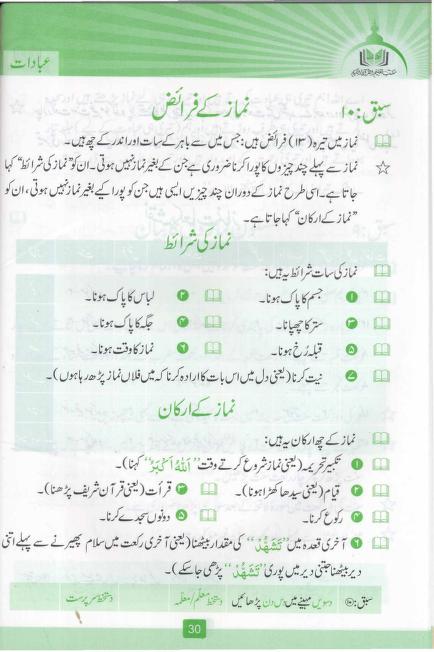 عبادات
سبق: ۱۰ نماز کے فرائض
نماز میں تیرہ (۱۳) فرائض ہیں: جس میں سے سات باہر کے اور چھ اندر کے ہیں۔
نماز سے پہلے چند چیزوں کا پورا کرنا ضروری ہے جن کے بغیر نماز نہیں ہوتی۔ ان کو ”نماز کی شرائط“ کہا
جاتا ہے۔ اسی طرح نماز کے دوران چند چیزیں ایسی ہیں جن کو پورا کیے بغیر نماز نہیں ہوتی، ان کو
”نماز کے ارکان“ کہا جاتا ہے۔
نماز کی شرائط
نماز کی سات شرائط یہ ہیں:
۱ جسم کا پاک ہونا۔ ۲ لباس کا پاک ہونا۔
۳ ستر کا چھپانا۔ ۴ جگہ کا پاک ہونا۔
۵ قبلہ رُخ ہونا۔ ۶ نماز کا وقت ہونا۔
۷ نیت کرنا (یعنی دل میں اس بات کا ارادہ کرنا کہ میں فلاں نماز پڑھ رہا ہوں)۔
نماز کے ارکان
نماز کے چھ ارکان یہ ہیں:
۱ تکبیر تحریمہ (یعنی نماز شروع کرتے وقت ”اَللّٰهُ اَكْبَرُ“ کہنا)۔
۲ قیام (یعنی سیدھا کھڑا ہونا)۔ ۳ قرأت (یعنی قرآن شریف پڑھنا)۔
۴ رکوع کرنا۔ ۵ دونوں سجدے کرنا۔
۶ آخری قعدہ میں ”تَشَهُّد“ کی مقدار بیٹھنا (یعنی آخری رکعت میں سلام پھیرنے سے پہلے اتنی
دیر بیٹھنا جتنی دیر میں پوری ”تَشَهُّد“ پڑھی جا سکے)۔
سبق: ۱۰ دسویں مہینے میں دس دن پڑھائیں دستخط معلم/معلمہ دستخط سرپرست
30